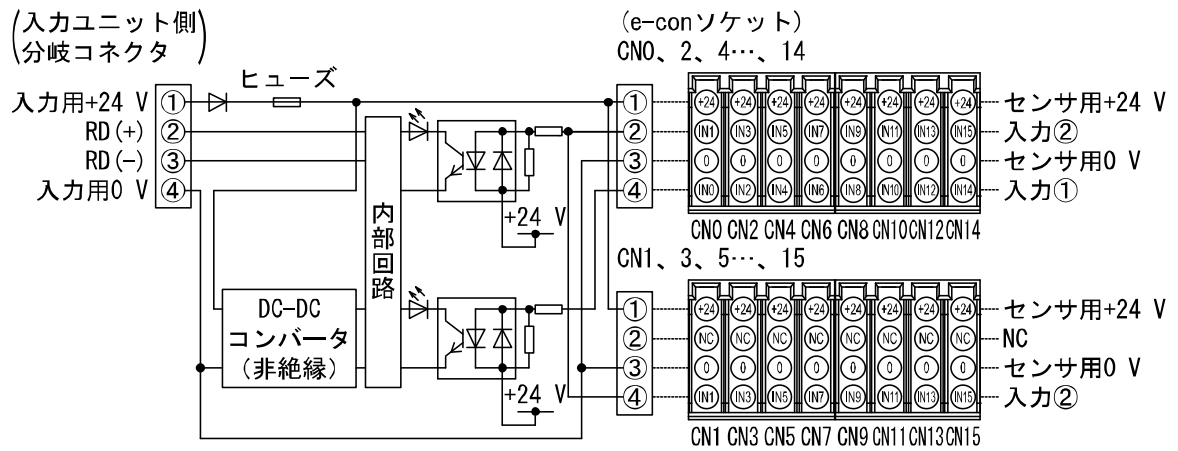 (入力ユニット側
分岐コネクタ)
ヒューズ
入力用+24 V ①
RD(+) ②
RD(-) ③
入力用0 V ④
内部回路
DC-DC
コンバータ
(非絶縁)
+24 V
+24 V
(e-conソケット)
CN0、2、4…、14
① +24 +24 +24 +24 +24 +24 +24 +24 センサ用+24 V
② IN1 IN3 IN5 IN7 IN9 IN11 IN13 IN15 入力②
③ 0 0 0 0 0 0 0 0 センサ用0 V
④ IN0 IN2 IN4 IN6 IN8 IN10 IN12 IN14 入力①
CN0 CN2 CN4 CN6 CN8 CN10 CN12 CN14
CN1、3、5…、15
① +24 +24 +24 +24 +24 +24 +24 +24 センサ用+24 V
② NC NC NC NC NC NC NC NC NC
③ 0 0 0 0 0 0 0 0 センサ用0 V
④ IN1 IN3 IN5 IN7 IN9 IN11 IN13 IN15 入力②
CN1 CN3 CN5 CN7 CN9 CN11 CN13 CN15